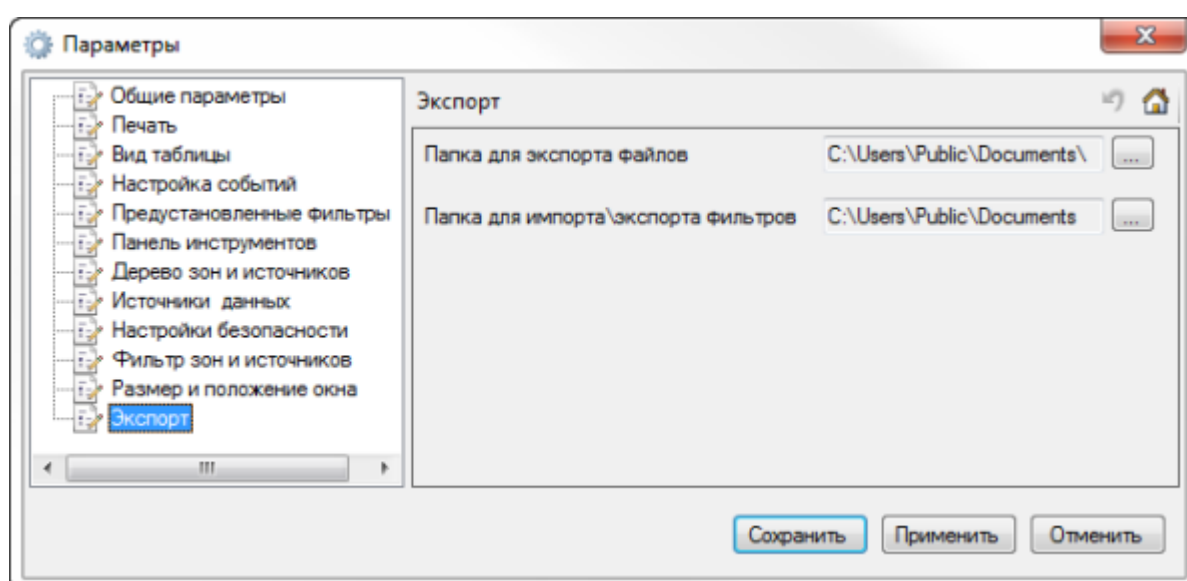 Параметры
Общие параметры
Печать
Вид таблицы
Настройка событий
Предустановленные фильтры
Панель инструментов
Дерево зон и источников
Источники данных
Настройки безопасности
Фильтр зон и источников
Размер и положение окна
Экспорт
Экспорт
Папка для экспорта файлов
C:\Users\Public\Documents\
...
Папка для импорта\экспорта фильтров
C:\Users\Public\Documents
...
Сохранить
Применить
Отменить